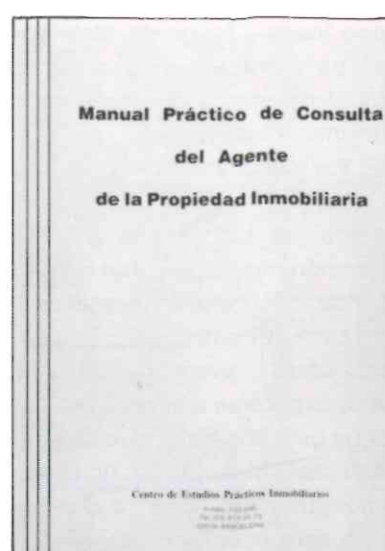 Manual Práctico de Consulta
del Agente
de la Propiedad Inmobiliaria
Centro de Estudios Prácticos Inmobiliarios